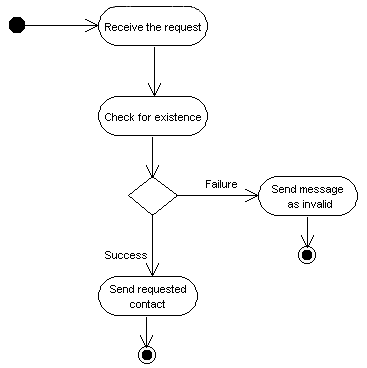 Receive the request
Check for existence
Failure
Send message
as invalid
Success
Send requested
contact